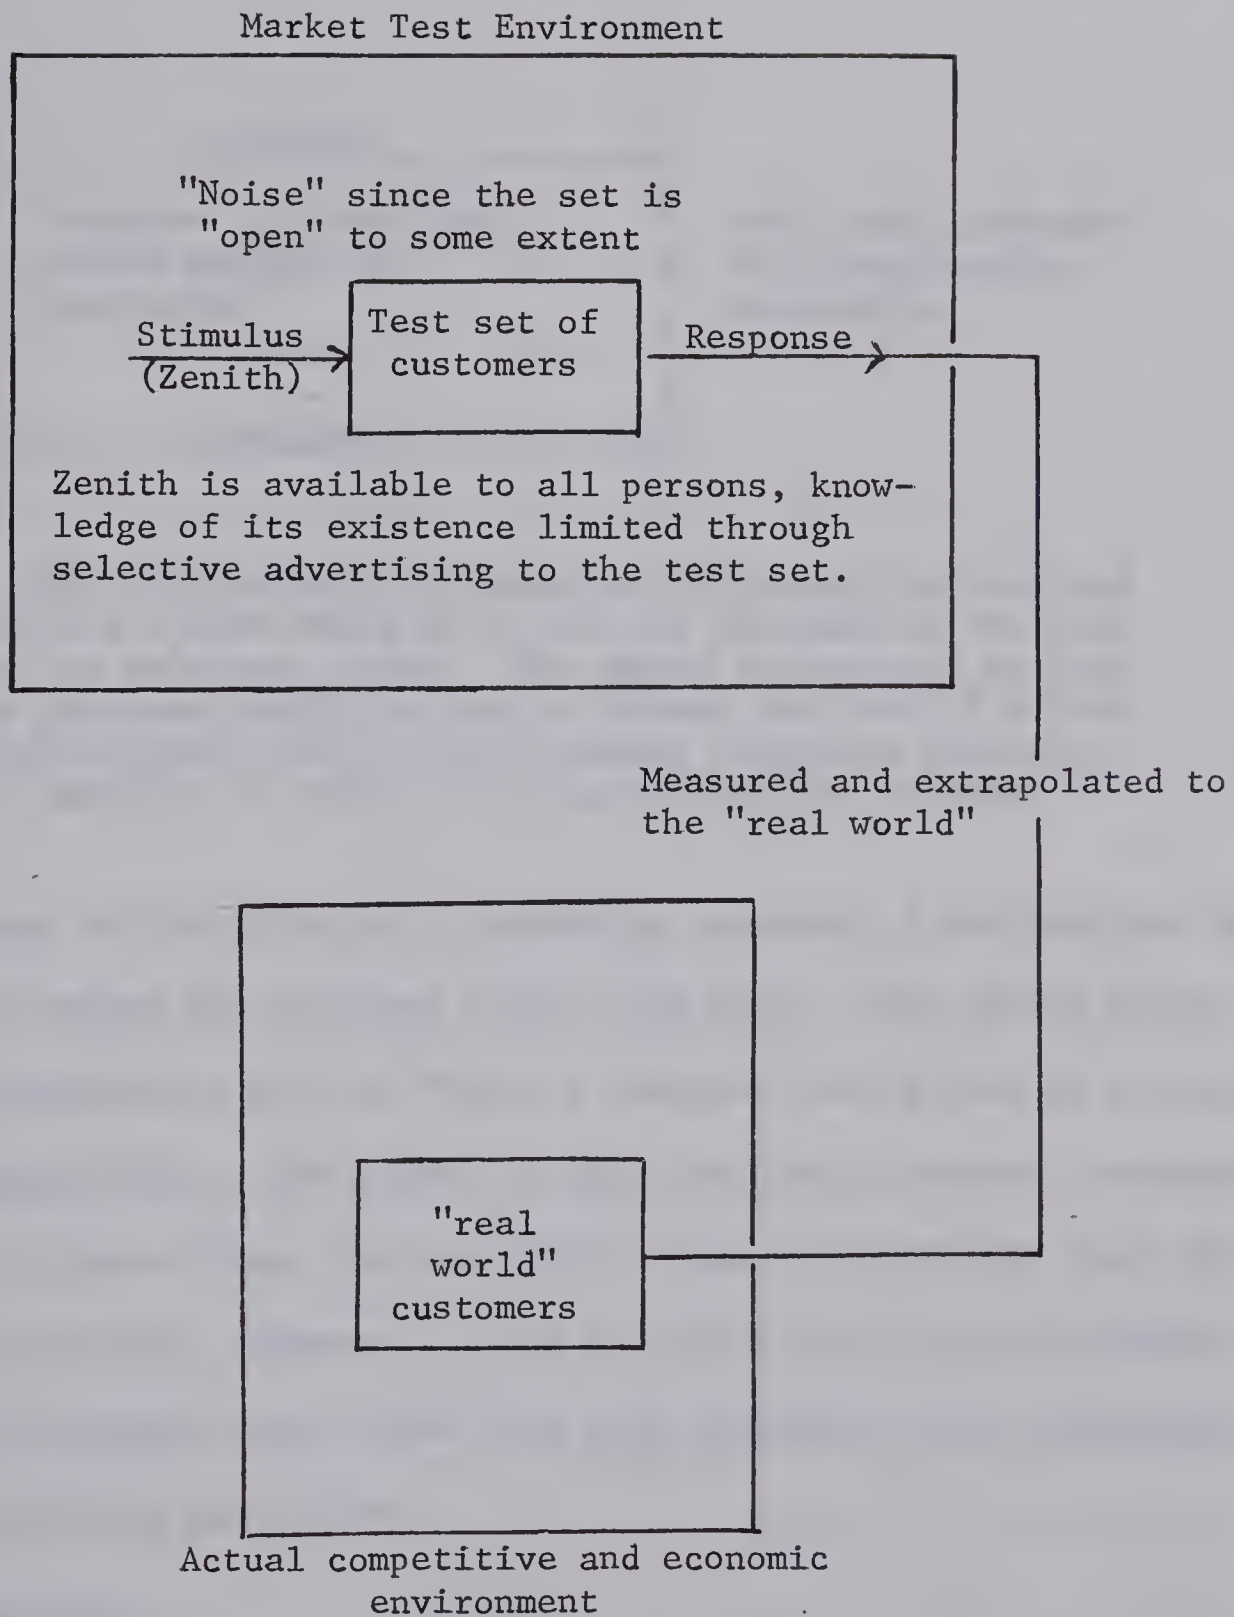 Market Test Environment
"Noise" since the set is
"open" to some extent
Stimulus
(Zenith)
Test set of
customers
Response
Zenith is available to all persons, know-
ledge of its existence limited through
selective advertising to the test set.
Measured and extrapolated to
the "real world"
"real
world"
customers
Actual competitive and economic
environment